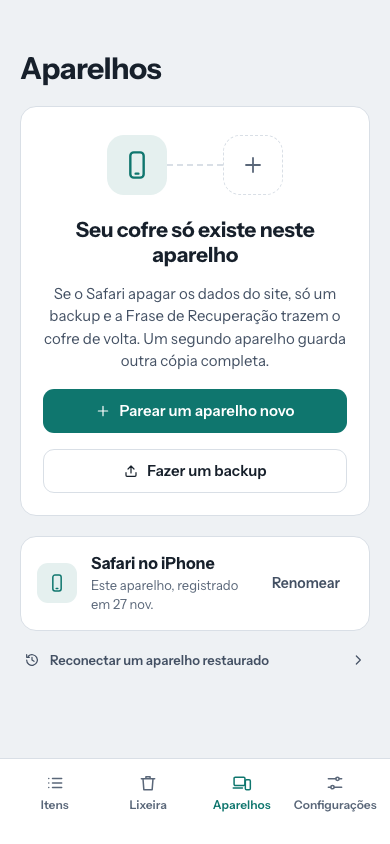 Aparelhos
Seu cofre só existe neste
aparelho
Se o Safari apagar os dados do site, só um
backup e a Frase de Recuperação trazem o
cofre de volta. Um segundo aparelho guarda
outra cópia completa.
Parear um aparelho novo
Fazer um backup
Safari no iPhone
Este aparelho, registrado
em 27 nov.
Renomear
Reconectar um aparelho restaurado
Itens
Lixeira
Aparelhos
Configurações